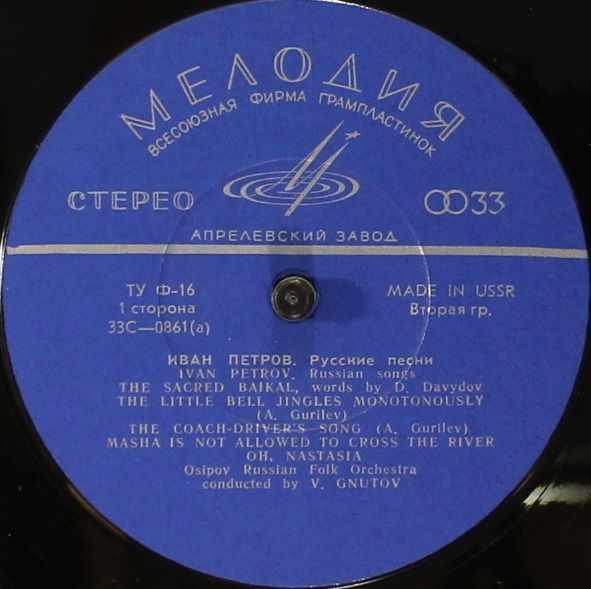 МЕЛОДИЯ
ВСЕСОЮЗНАЯ ФИРМА ГРАМПЛАСТИНОК
СТЕРЕО
33
АПРЕЛЕВСКИЙ ЗАВОД
ТУ Ф-16
MADE IN USSR
1 сторона
Вторая гр.
33С—0861(а)
ИВАН ПЕТРОВ. Русские песни
IVAN PETROV. Russian songs
THE SACRED BAIKAL, words by D. Davydov
THE LITTLE BELL JINGLES MONOTONOUSLY
(A. Gurilev)
THE COACH-DRIVER'S SONG (A. Gurilev)
MASHA IS NOT ALLOWED TO CROSS THE RIVER
OH, NASTASIA
Osipov Russian Folk Orchestra
conducted by V. GNUTOV